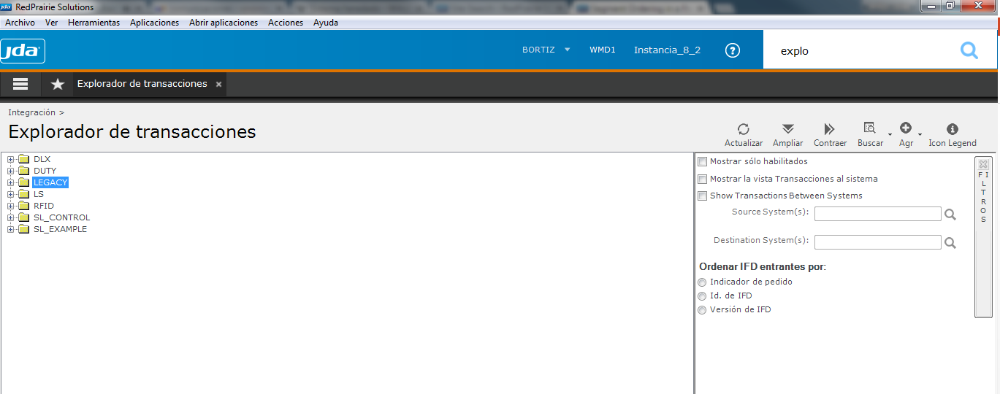 jda RedPrairie Solutions
Archivo Ver Herramientas Aplicaciones Abrir aplicaciones Acciones Ayuda
jda BORTIZ WMD1 Instancia_8_2 ? explo
Explorador de transacciones ×
Integración >
Explorador de transacciones
Actualizar Ampliar Contraer Buscar Agr Icon Legend
DLX
DUTY
LEGACY
LS
RFID
SL_CONTROL
SL_EXAMPLE
Mostrar sólo habilitados
Mostrar la vista Transacciones al sistema
Show Transactions Between Systems
Source System(s):
Destination System(s):
Ordenar IFD entrantes por:
Indicador de pedido
Id. de IFD
Versión de IFD
FILTROS